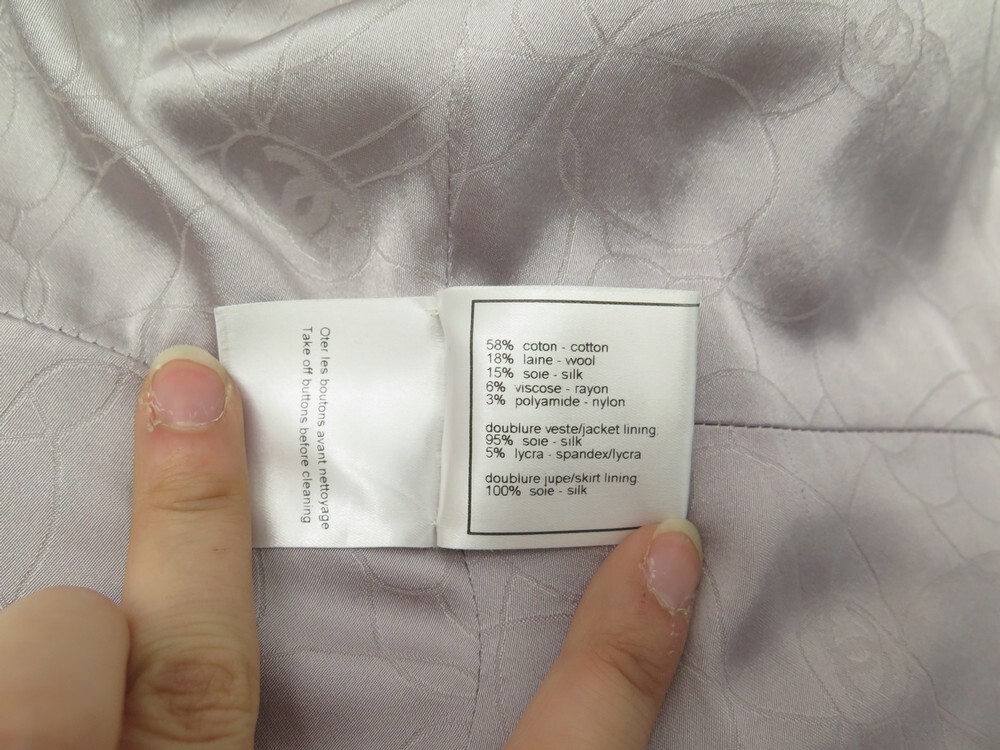 Oter les boutons avant nettoyage
Take off buttons before cleaning
58% coton - cotton
18% laine - wool
15% soie - silk
6% viscose - rayon
3% polyamide - nylon
doublure veste/jacket lining
95% soie - silk
5% lycra - spandex/lycra
doublure jupe/skirt lining
100% soie - silk